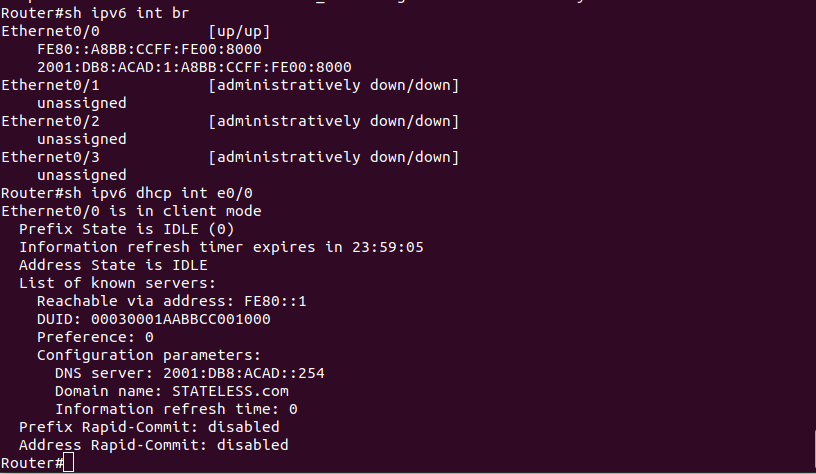 Router#sh ipv6 int br
Ethernet0/0 [up/up]
FE80::A8BB:CCFF:FE00:8000
2001:DB8:ACAD:1:A8BB:CCFF:FE00:8000
Ethernet0/1 [administratively down/down]
unassigned
Ethernet0/2 [administratively down/down]
unassigned
Ethernet0/3 [administratively down/down]
unassigned
Router#sh ipv6 dhcp int e0/0
Ethernet0/0 is in client mode
Prefix State is IDLE (0)
Information refresh timer expires in 23:59:05
Address State is IDLE
List of known servers:
Reachable via address: FE80::1
DUID: 00030001AABBCC001000
Preference: 0
Configuration parameters:
DNS server: 2001:DB8:ACAD::254
Domain name: STATELESS.com
Information refresh time: 0
Prefix Rapid-Commit: disabled
Address Rapid-Commit: disabled
Router#